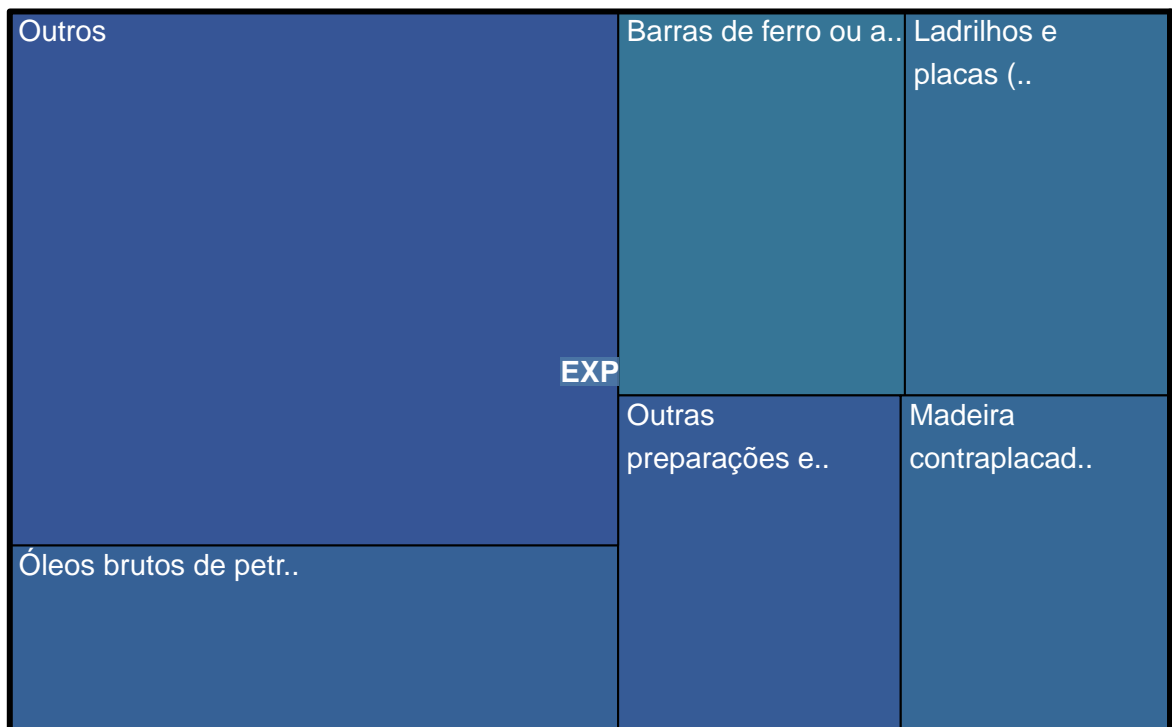 Outros
Barras de ferro ou a..
Ladrilhos e
placas (..
EXP
Outras
preparações e..
Madeira
contraplacad..
Óleos brutos de petr..